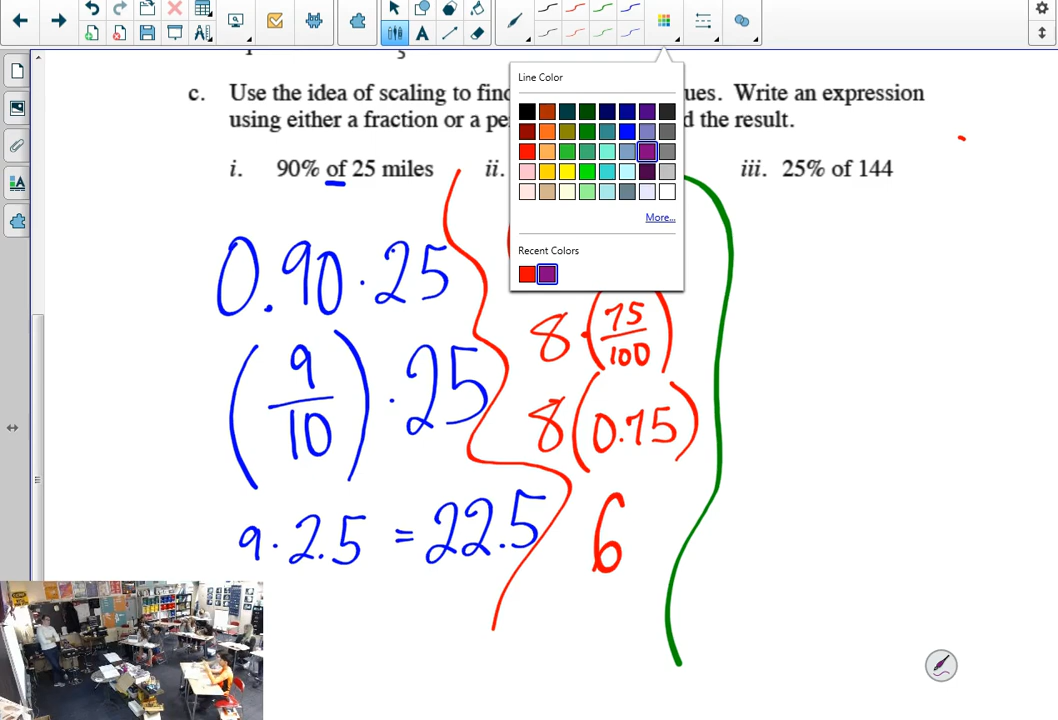 c. Use the idea of scaling to find ues. Write an expression
using either a fraction or a pe d the result.
i. 90% of 25 miles ii. iii. 25% of 144
Line Color
More...
Recent Colors
0.90 · 25
(9/10) · 25
9 · 2.5 = 22.5
8 · (75/100)
8(0.75)
6